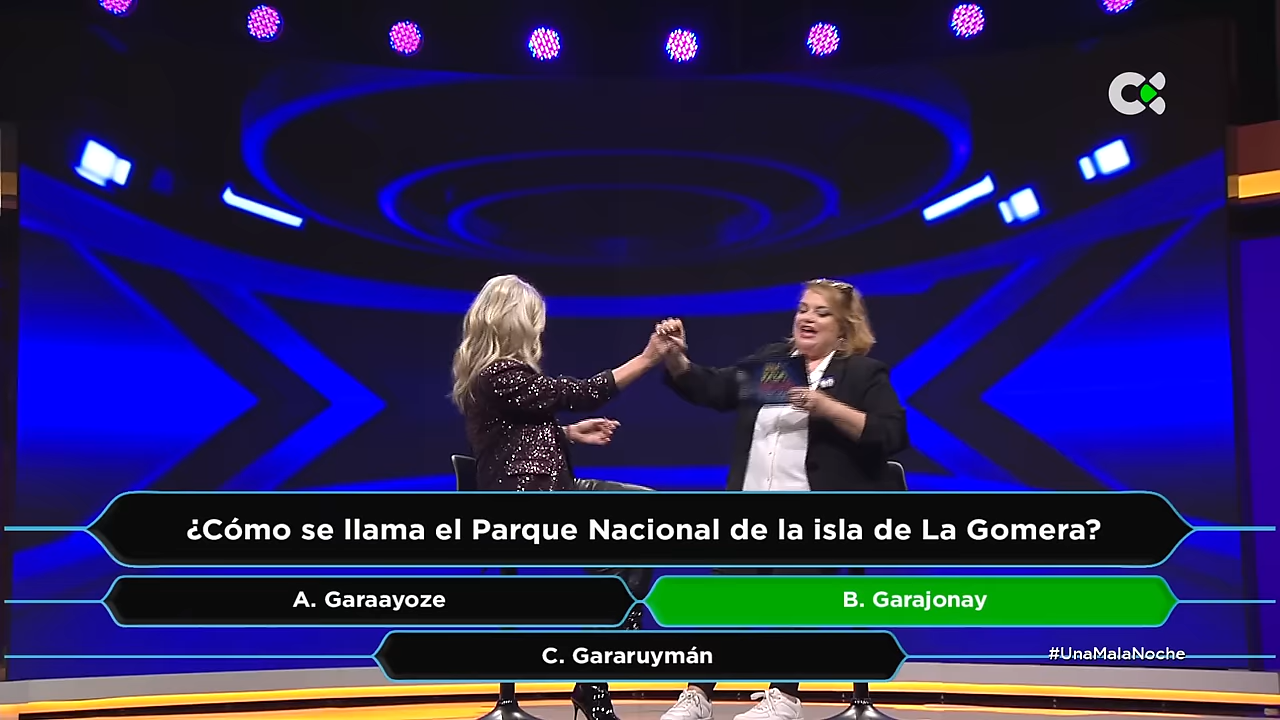 ¿Cómo se llama el Parque Nacional de la isla de La Gomera?
A. Garaayoze
B. Garajonay
C. Gararuymán
#UnaMalaNoche